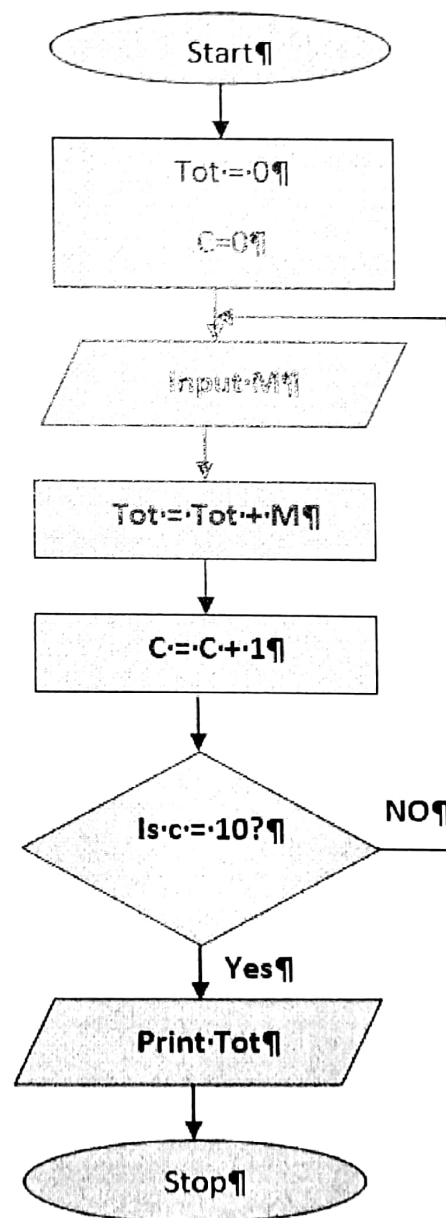 Start¶
Tot·=·0¶
C=0¶
Input·M¶
Tot·=·Tot·+·M¶
C·=·C·+·1¶
Is·c·=·10?¶
NO¶
Yes¶
Print·Tot¶
Stop¶